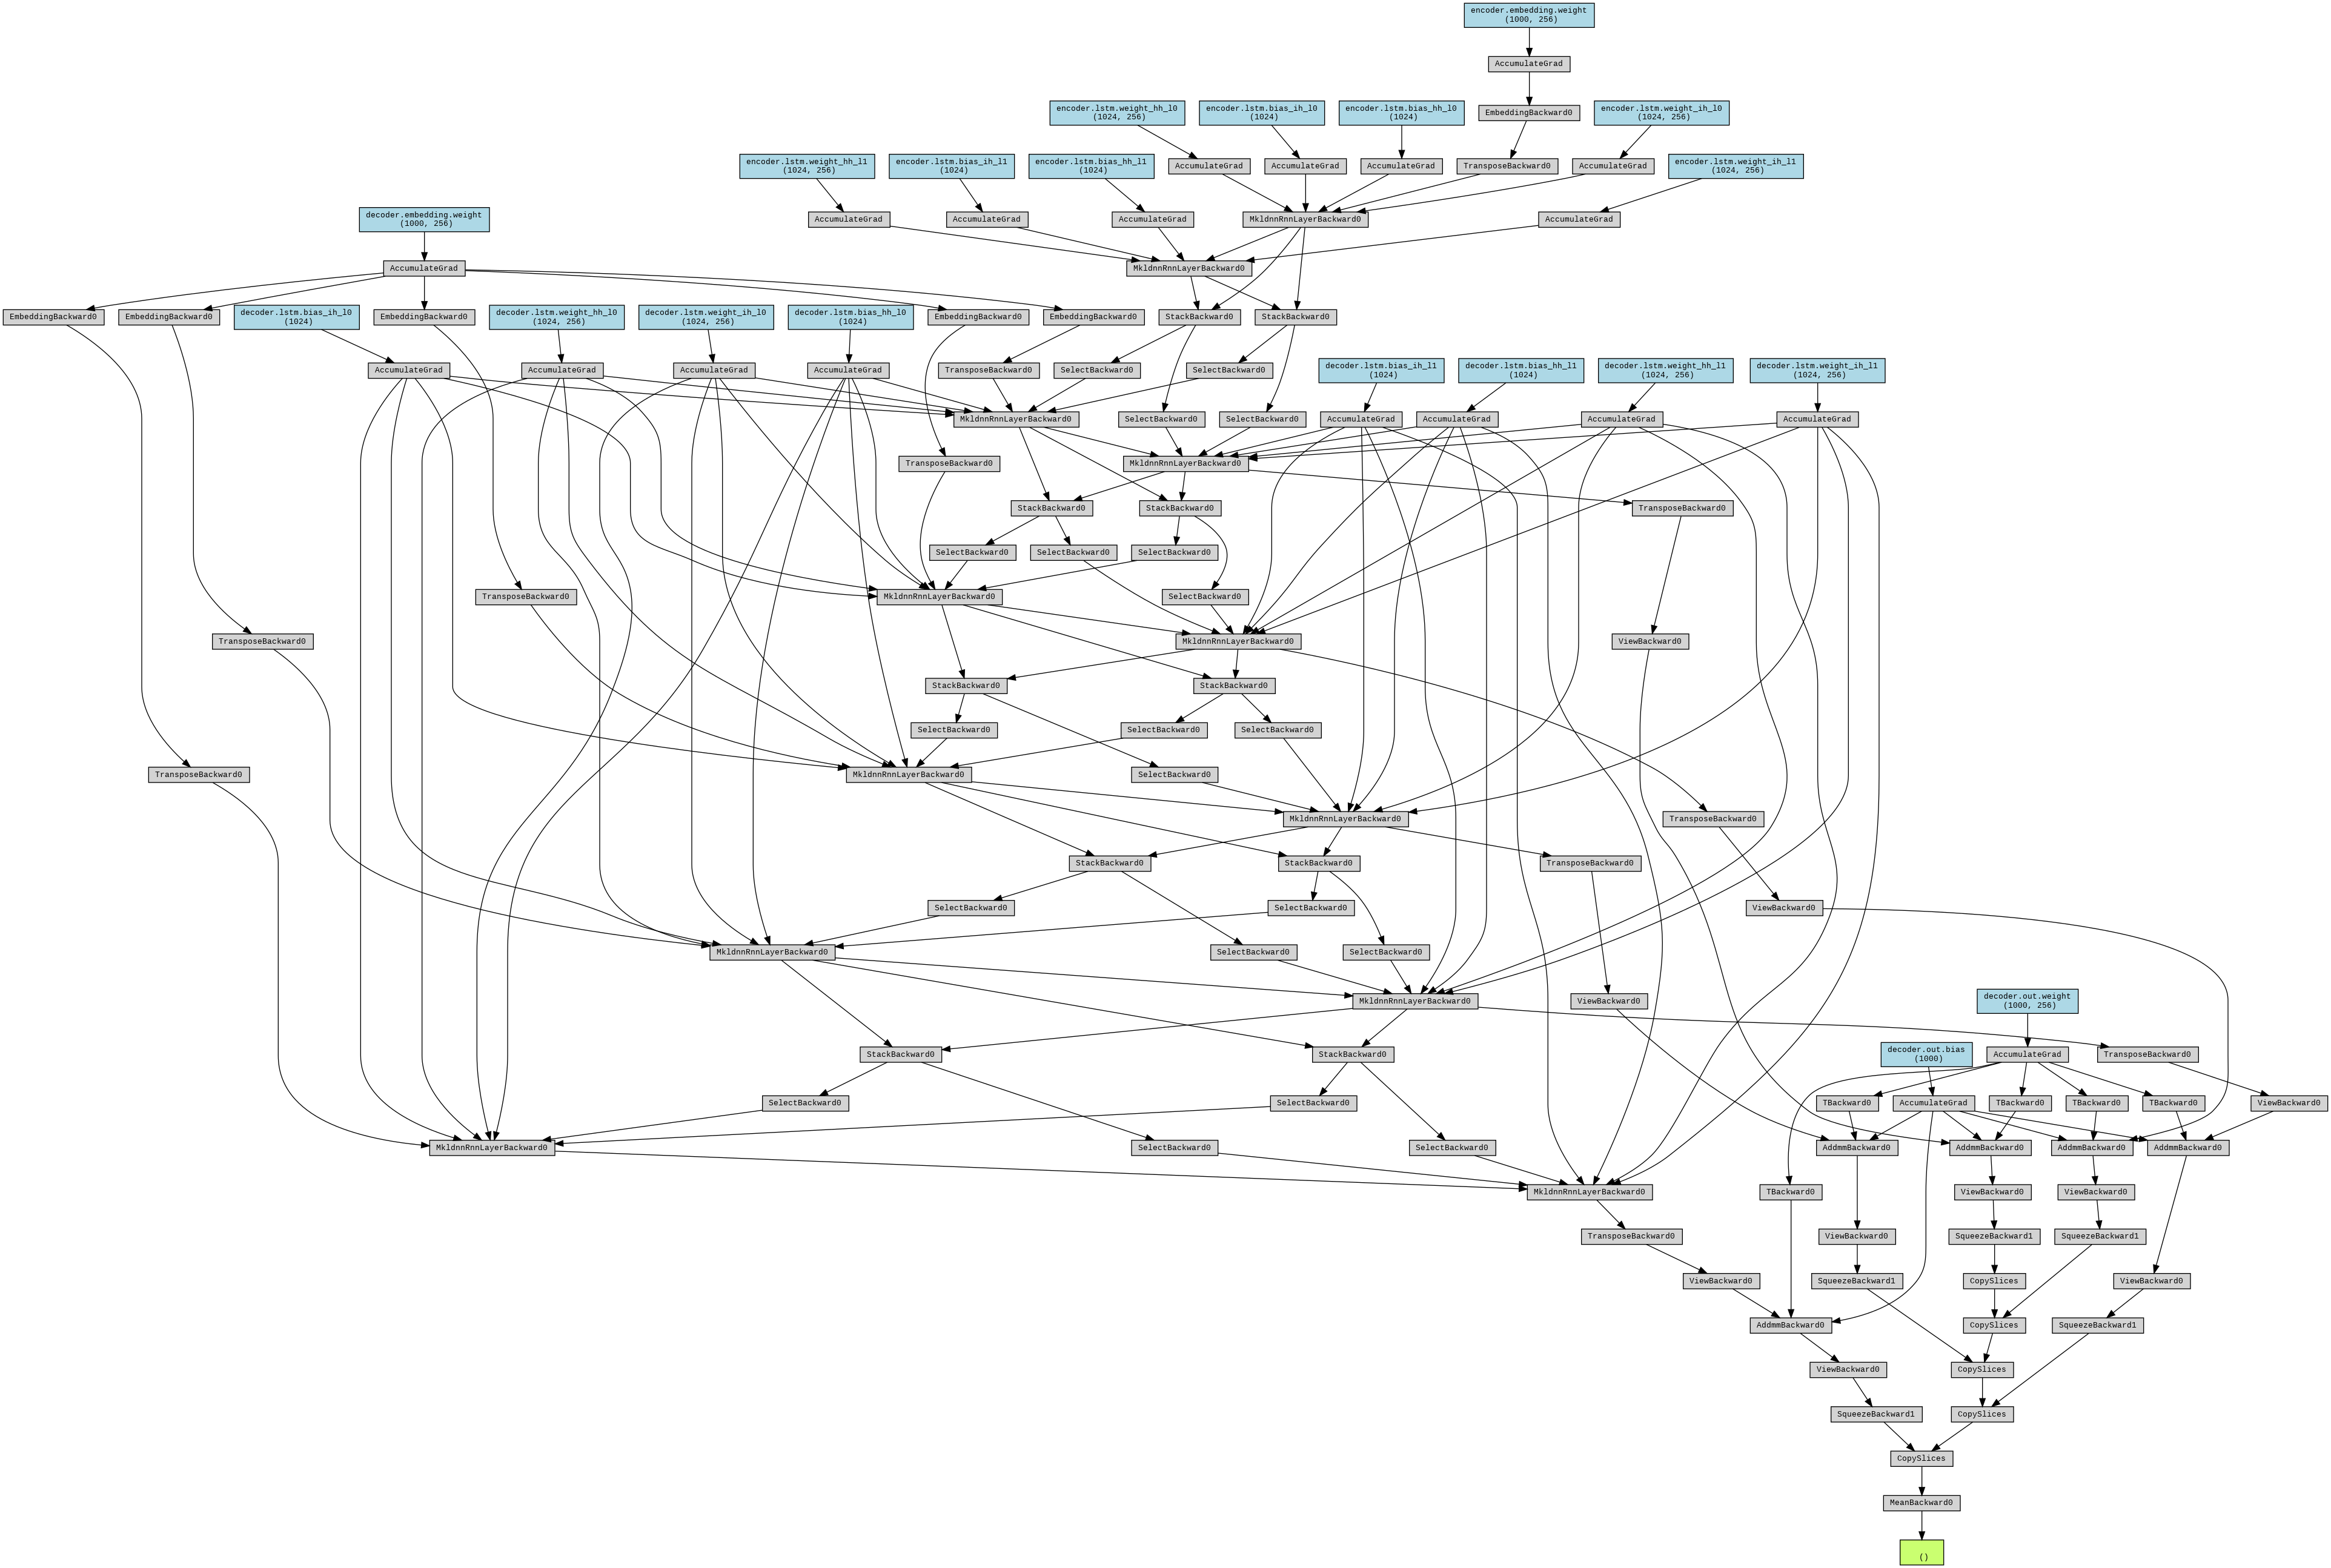 encoder.embedding.weight
(1000, 256)
AccumulateGrad
encoder.lstm.weight_hh_l0
(1024, 256)
encoder.lstm.bias_ih_l0
(1024)
encoder.lstm.bias_hh_l0
(1024)
EmbeddingBackward0
encoder.lstm.weight_ih_l0
(1024, 256)
encoder.lstm.weight_hh_l1
(1024, 256)
encoder.lstm.bias_ih_l1
(1024)
encoder.lstm.bias_hh_l1
(1024)
AccumulateGrad
AccumulateGrad
AccumulateGrad
TransposeBackward0
AccumulateGrad
encoder.lstm.weight_ih_l1
(1024, 256)
decoder.embedding.weight
(1000, 256)
AccumulateGrad
AccumulateGrad
AccumulateGrad
MkldnnRnnLayerBackward0
AccumulateGrad
AccumulateGrad
MkldnnRnnLayerBackward0
EmbeddingBackward0
EmbeddingBackward0
decoder.lstm.bias_ih_l0
(1024)
EmbeddingBackward0
decoder.lstm.weight_hh_l0
(1024, 256)
decoder.lstm.weight_ih_l0
(1024, 256)
decoder.lstm.bias_hh_l0
(1024)
EmbeddingBackward0
EmbeddingBackward0
StackBackward0
StackBackward0
AccumulateGrad
AccumulateGrad
AccumulateGrad
AccumulateGrad
TransposeBackward0
SelectBackward0
SelectBackward0
decoder.lstm.bias_ih_l1
(1024)
decoder.lstm.bias_hh_l1
(1024)
decoder.lstm.weight_hh_l1
(1024, 256)
decoder.lstm.weight_ih_l1
(1024, 256)
MkldnnRnnLayerBackward0
SelectBackward0
SelectBackward0
AccumulateGrad
AccumulateGrad
AccumulateGrad
AccumulateGrad
TransposeBackward0
MkldnnRnnLayerBackward0
StackBackward0
StackBackward0
TransposeBackward0
SelectBackward0
SelectBackward0
SelectBackward0
TransposeBackward0
MkldnnRnnLayerBackward0
SelectBackward0
TransposeBackward0
MkldnnRnnLayerBackward0
ViewBackward0
StackBackward0
StackBackward0
SelectBackward0
SelectBackward0
SelectBackward0
TransposeBackward0
MkldnnRnnLayerBackward0
SelectBackward0
MkldnnRnnLayerBackward0
TransposeBackward0
StackBackward0
StackBackward0
TransposeBackward0
SelectBackward0
SelectBackward0
ViewBackward0
MkldnnRnnLayerBackward0
SelectBackward0
SelectBackward0
MkldnnRnnLayerBackward0
ViewBackward0
decoder.out.weight
(1000, 256)
StackBackward0
StackBackward0
decoder.out.bias
(1000)
AccumulateGrad
TransposeBackward0
SelectBackward0
SelectBackward0
TBackward0
AccumulateGrad
TBackward0
TBackward0
TBackward0
ViewBackward0
MkldnnRnnLayerBackward0
SelectBackward0
SelectBackward0
AddmmBackward0
AddmmBackward0
AddmmBackward0
AddmmBackward0
MkldnnRnnLayerBackward0
TBackward0
ViewBackward0
ViewBackward0
TransposeBackward0
ViewBackward0
SqueezeBackward1
SqueezeBackward1
ViewBackward0
SqueezeBackward1
CopySlices
ViewBackward0
AddmmBackward0
CopySlices
SqueezeBackward1
ViewBackward0
CopySlices
SqueezeBackward1
CopySlices
CopySlices
MeanBackward0
()